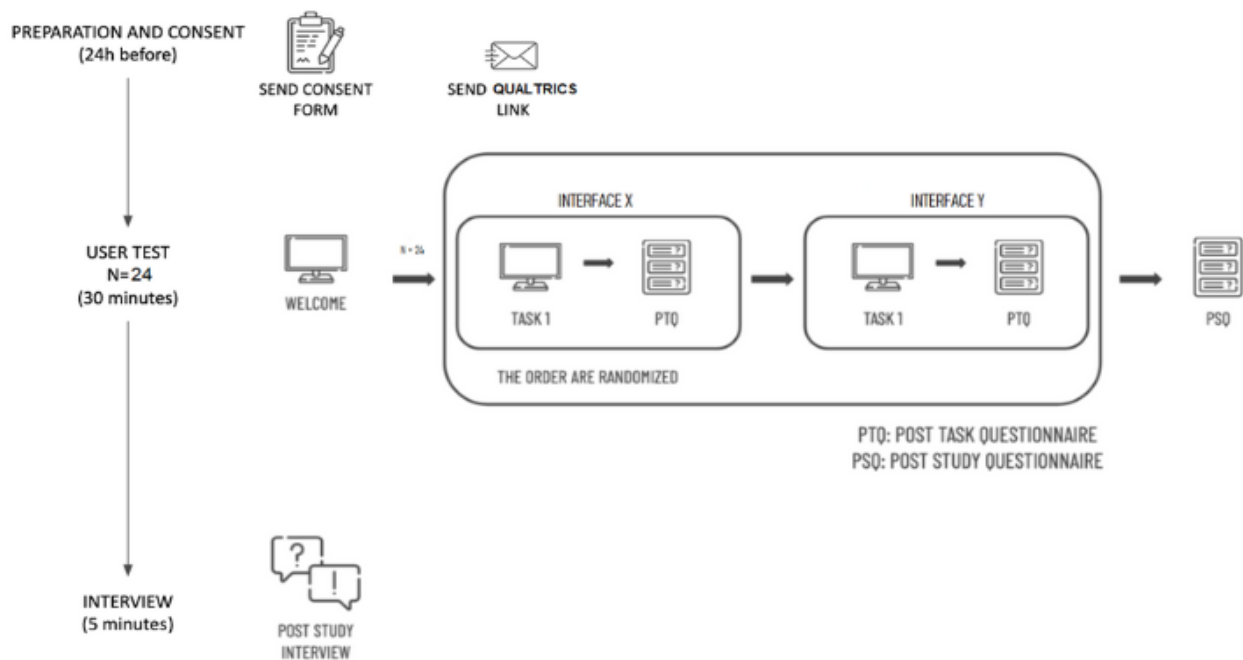 PREPARATION AND CONSENT
(24h before)
SEND CONSENT
FORM
SEND QUALTRICS
LINK
USER TEST
N=24
(30 minutes)
WELCOME
N = 24
INTERFACE X
TASK 1
PTQ
INTERFACE Y
TASK 1
PTQ
THE ORDER ARE RANDOMIZED
PSQ
PTQ: POST TASK QUESTIONNAIRE
PSQ: POST STUDY QUESTIONNAIRE
INTERVIEW
(5 minutes)
POST STUDY
INTERVIEW